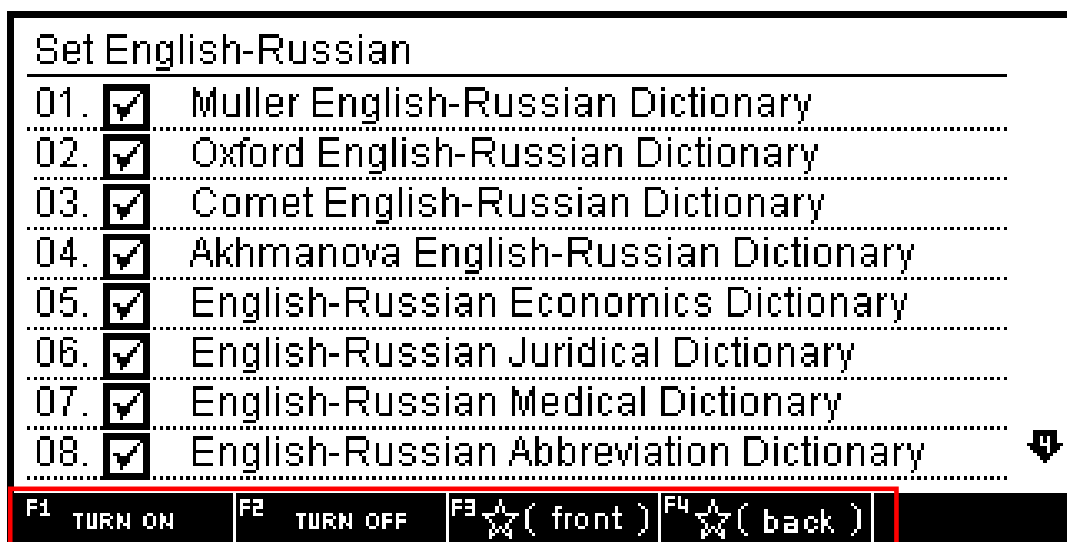 Set English-Russian
01. Muller English-Russian Dictionary
02. Oxford English-Russian Dictionary
03. Comet English-Russian Dictionary
04. Akhmanova English-Russian Dictionary
05. English-Russian Economics Dictionary
06. English-Russian Juridical Dictionary
07. English-Russian Medical Dictionary
08. English-Russian Abbreviation Dictionary
4
F1 TURN ON F2 TURN OFF F3 ☆( front ) F4 ☆( back )